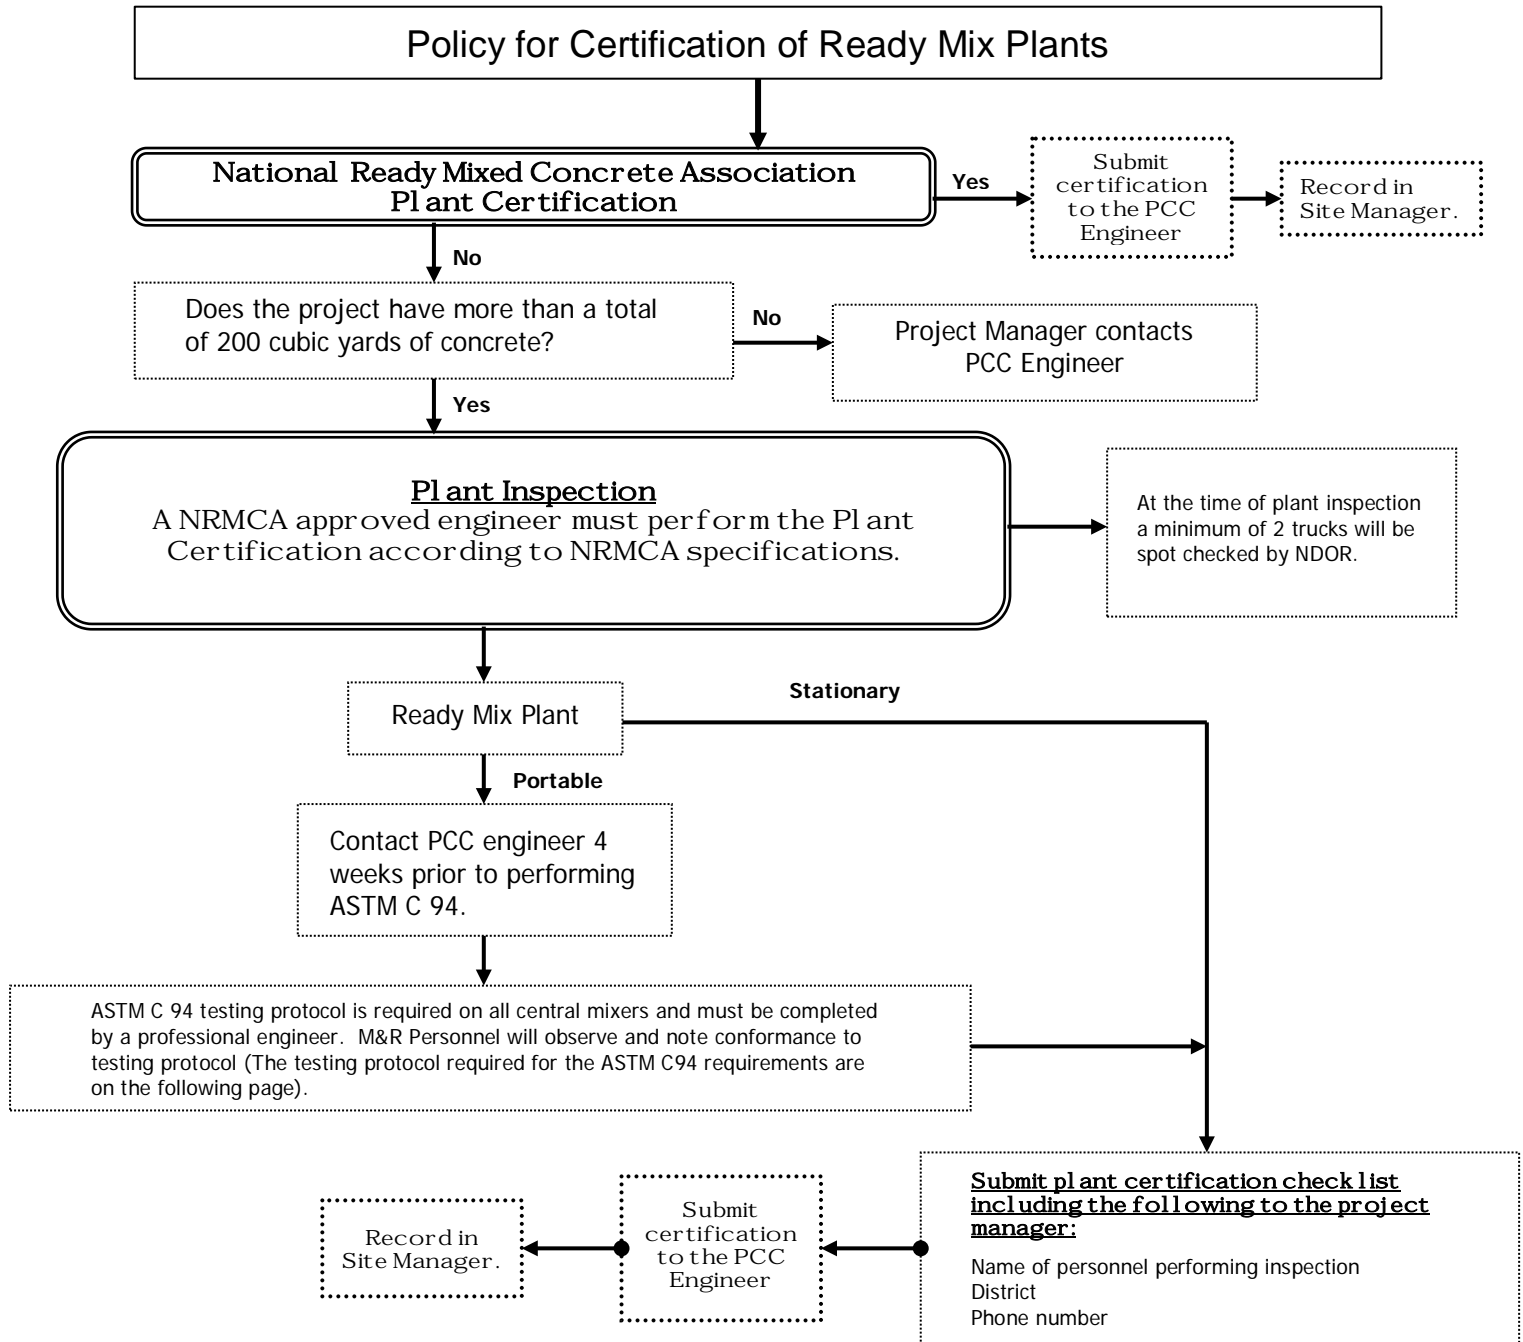 Policy for Certification of Ready Mix Plants
National Ready Mixed Concrete Association
Plant Certification
Yes
Submit
certification
to the PCC
Engineer
Record in
Site Manager.
No
Does the project have more than a total
of 200 cubic yards of concrete?
No
Project Manager contacts
PCC Engineer
Yes
Plant Inspection
A NRMCA approved engineer must perform the Plant
Certification according to NRMCA specifications.
At the time of plant inspection
a minimum of 2 trucks will be
spot checked by NDOR.
Ready Mix Plant
Stationary
Portable
Contact PCC engineer 4
weeks prior to performing
ASTM C 94.
ASTM C 94 testing protocol is required on all central mixers and must be completed
by a professional engineer.  M&R Personnel will observe and note conformance to
testing protocol (The testing protocol required for the ASTM C94 requirements are
on the following page).
Submit plant certification checklist
including the following to the project
manager:
Name of personnel performing inspection
District
Phone number
Submit
certification
to the PCC
Engineer
Record in
Site Manager.